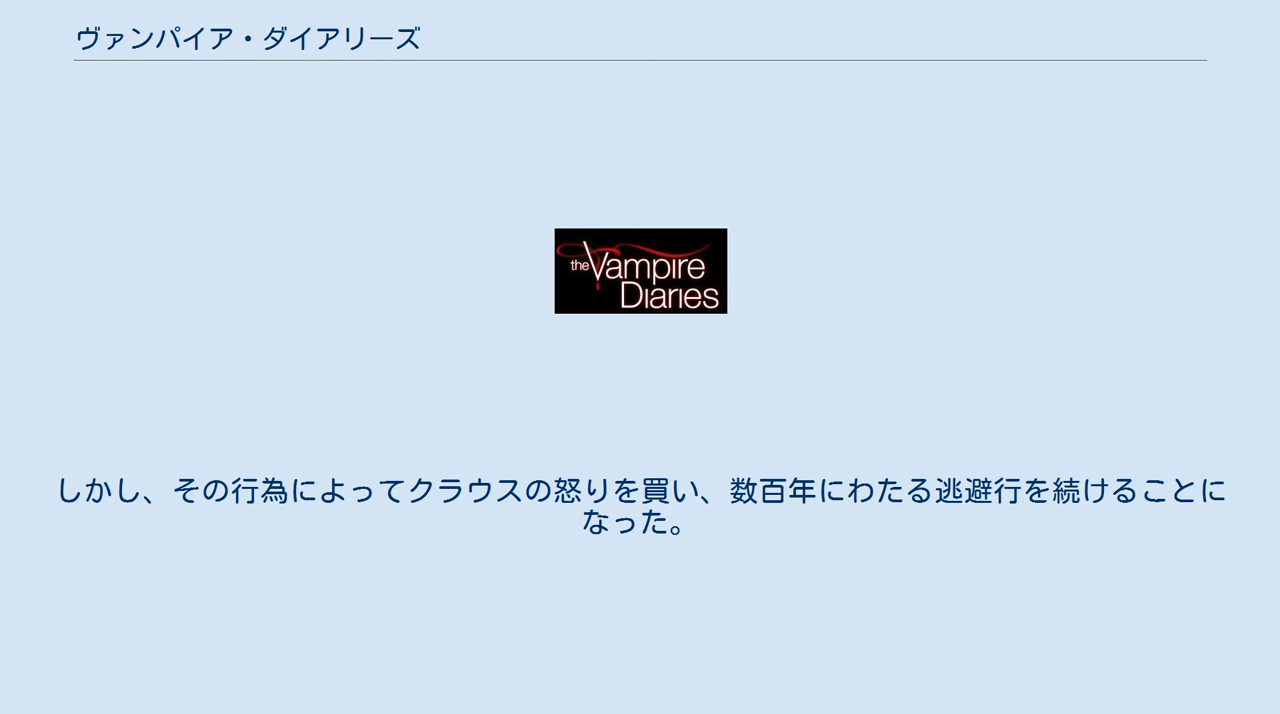 ヴァンパイア・ダイアリーズ
the Vampire
Diaries
しかし、その行為によってクラウスの怒りを買い、数百年にわたる逃避行を続けることに
なった。